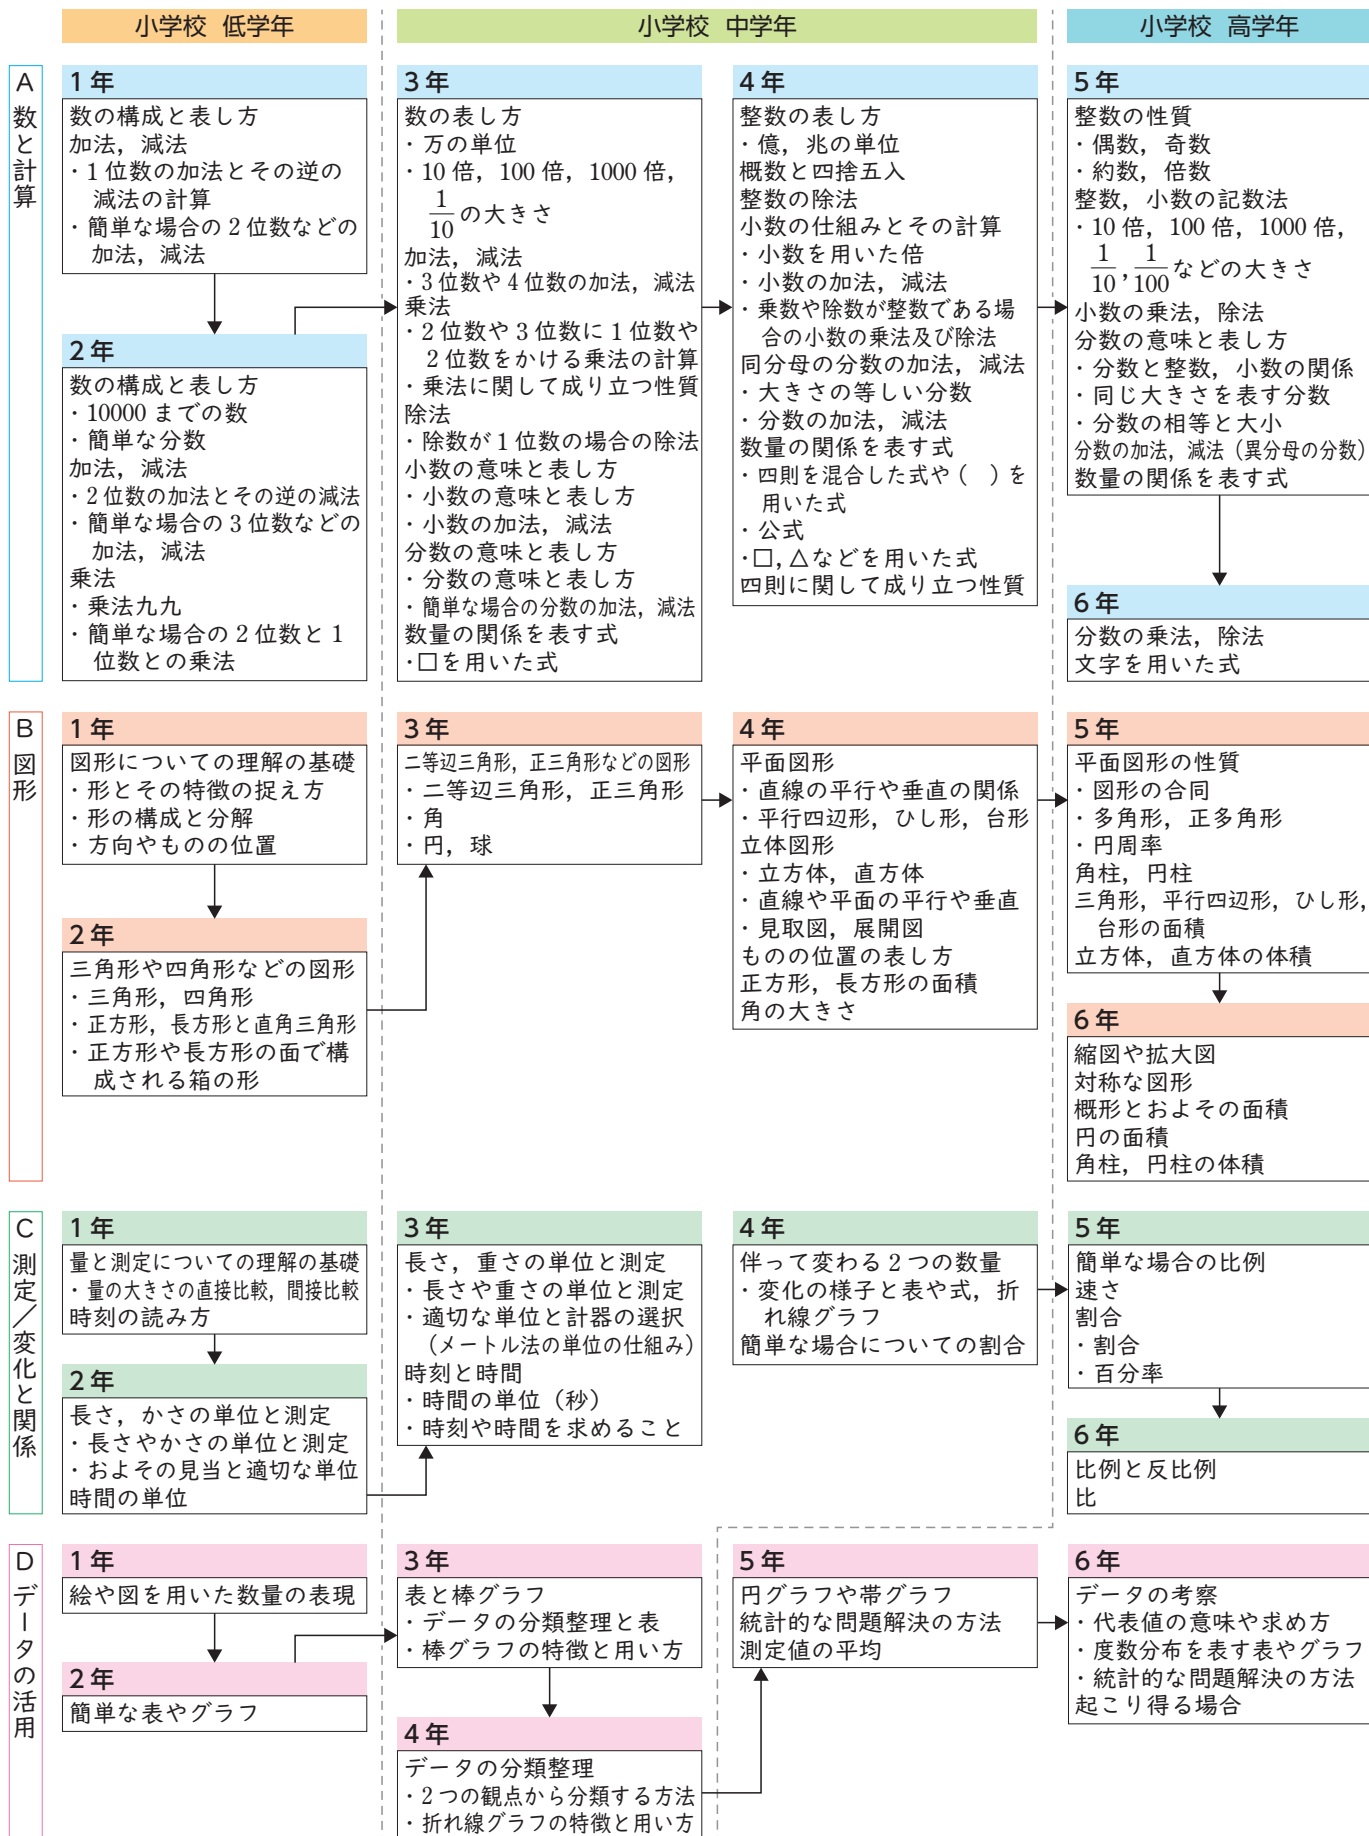 小学校 低学年
小学校 中学年
小学校 高学年
A 数と計算
1年
数の構成と表し方
加法，減法
・1位数の加法とその逆の
減法の計算
・簡単な場合の2位数などの
加法，減法
2年
数の構成と表し方
・10000までの数
・簡単な分数
加法，減法
・2位数の加法とその逆の減法
・簡単な場合の3位数などの
加法，減法
乗法
・乗法九九
・簡単な場合の2位数と1
位数との乗法
3年
数の表し方
・万の単位
・10倍，100倍，1000倍，
1/10の大きさ
加法，減法
・3位数や4位数の加法，減法
乗法
・2位数や3位数に1位数や
2位数をかける乗法の計算
・乗法に関して成り立つ性質
除法
・除数が1位数の場合の除法
小数の意味と表し方
・小数の意味と表し方
・小数の加法，減法
分数の意味と表し方
・分数の意味と表し方
・簡単な場合の分数の加法，減法
数量の関係を表す式
・□を用いた式
4年
整数の表し方
・億，兆の単位
概数と四捨五入
整数の除法
小数の仕組みとその計算
・小数を用いた倍
・小数の加法，減法
・乗数や除数が整数である場
合の小数の乗法及び除法
同分母の分数の加法，減法
・大きさの等しい分数
・分数の加法，減法
数量の関係を表す式
・四則を混合した式や（ ）を
用いた式
・公式
・□，△などを用いた式
四則に関して成り立つ性質
5年
整数の性質
・偶数，奇数
・約数，倍数
整数，小数の記数法
・10倍，100倍，1000倍，
1/10，1/100などの大きさ
小数の乗法，除法
分数の意味と表し方
・分数と整数，小数の関係
・同じ大きさを表す分数
・分数の相等と大小
分数の加法，減法（異分母の分数）
数量の関係を表す式
6年
分数の乗法，除法
文字を用いた式
B 図形
1年
図形についての理解の基礎
・形とその特徴の捉え方
・形の構成と分解
・方向やものの位置
2年
三角形や四角形などの図形
・三角形，四角形
・正方形，長方形と直角三角形
・正方形や長方形の面で構
成される箱の形
3年
二等辺三角形，正三角形などの図形
・二等辺三角形，正三角形
・角
・円，球
4年
平面図形
・直線の平行や垂直の関係
・平行四辺形，ひし形，台形
立体図形
・立方体，直方体
・直線や平面の平行や垂直
・見取図，展開図
ものの位置の表し方
正方形，長方形の面積
角の大きさ
5年
平面図形の性質
・図形の合同
・多角形，正多角形
・円周率
角柱，円柱
三角形，平行四辺形，ひし形，
台形の面積
立方体，直方体の体積
6年
縮図や拡大図
対称な図形
概形とおよその面積
円の面積
角柱，円柱の体積
C 測定／変化と関係
1年
量と測定についての理解の基礎
・量の大きさの直接比較，間接比較
時刻の読み方
2年
長さ，かさの単位と測定
・長さやかさの単位と測定
・およその見当と適切な単位
時間の単位
3年
長さ，重さの単位と測定
・長さや重さの単位と測定
・適切な単位と計器の選択
（メートル法の単位の仕組み）
時刻と時間
・時間の単位（秒）
・時刻や時間を求めること
4年
伴って変わる2つの数量
・変化の様子と表や式，折
れ線グラフ
簡単な場合についての割合
5年
簡単な場合の比例
速さ
割合
・割合
・百分率
6年
比例と反比例
比
D データの活用
1年
絵や図を用いた数量の表現
2年
簡単な表やグラフ
3年
表と棒グラフ
・データの分類整理と表
・棒グラフの特徴と用い方
4年
データの分類整理
・2つの観点から分類する方法
・折れ線グラフの特徴と用い方
5年
円グラフや帯グラフ
統計的な問題解決の方法
測定値の平均
6年
データの考察
・代表値の意味や求め方
・度数分布を表す表やグラフ
・統計的な問題解決の方法
起こり得る場合